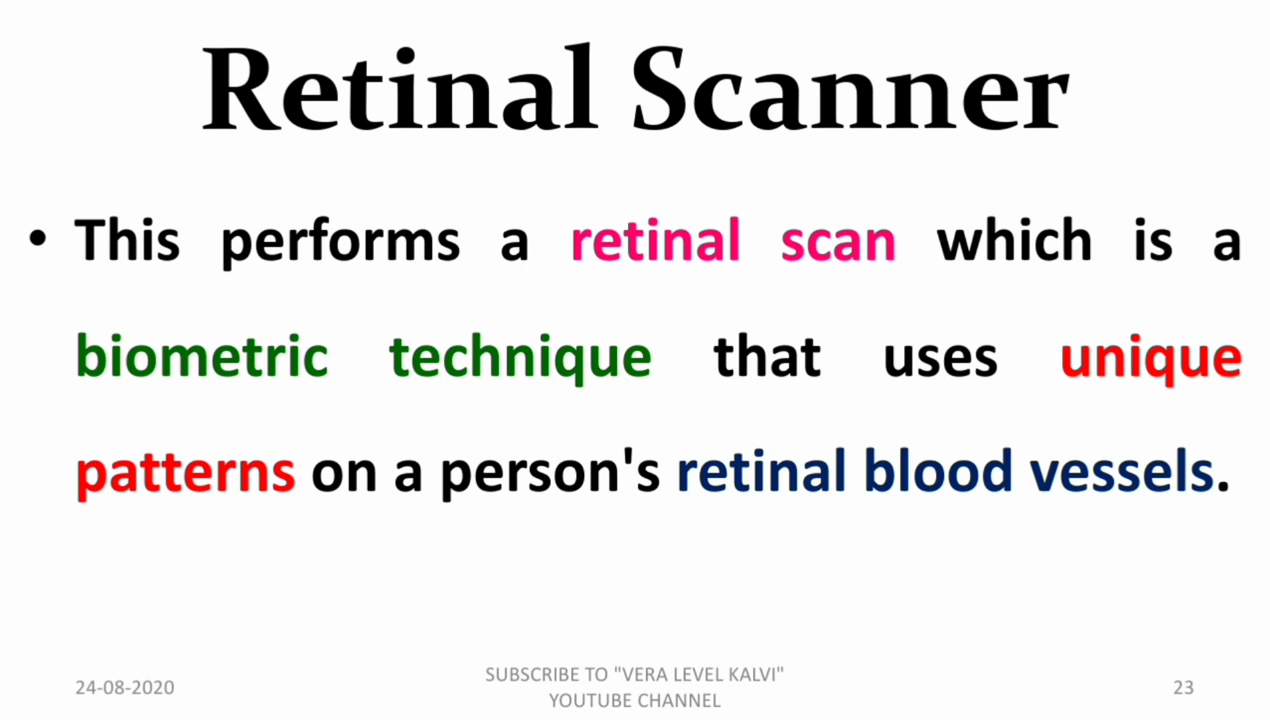 Retinal Scanner
• This performs a retinal scan which is a
biometric technique that uses unique
patterns on a person's retinal blood vessels.
24-08-2020
SUBSCRIBE TO "VERA LEVEL KALVI"
YOUTUBE CHANNEL
23